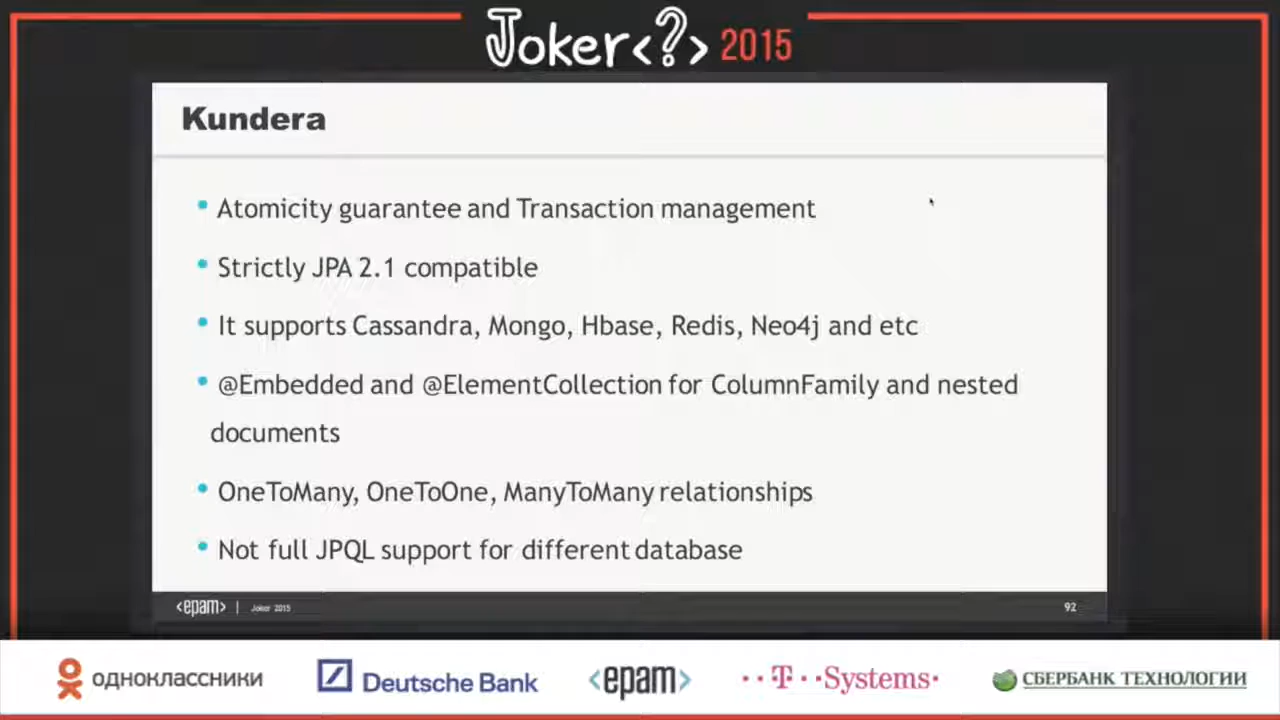 Joker<?> 2015
Kundera
• Atomicity guarantee and Transaction management
• Strictly JPA 2.1 compatible
• It supports Cassandra, Mongo, Hbase, Redis, Neo4j and etc
• @Embedded and @ElementCollection for ColumnFamily and nested
documents
• OneToMany, OneToOne, ManyToMany relationships
• Not full JPQL support for different database
<epam> | Joker 2015 92
одноклассники Deutsche Bank <epam> ··T··Systems· СБЕРБАНК ТЕХНОЛОГИИ